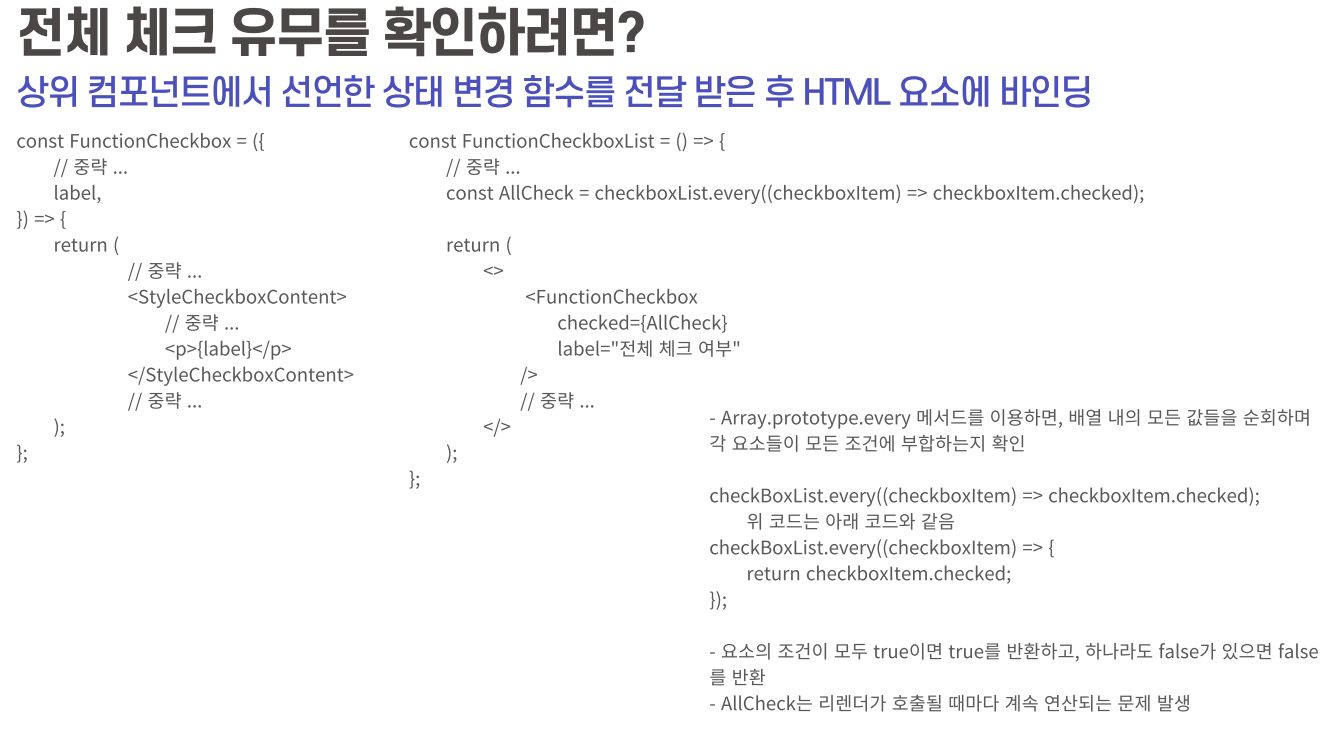 전체 체크 유무를 확인하려면?
상위 컴포넌트에서 선언한 상태 변경 함수를 전달 받은 후 HTML 요소에 바인딩
const FunctionCheckbox = ({
// 중략 ...
label,
}) => {
return (
// 중략 ...
<StyleCheckboxContent>
// 중략 ...
<p>{label}</p>
</StyleCheckboxContent>
// 중략 ...
);
};
const FunctionCheckboxList = () => {
// 중략 ...
const AllCheck = checkboxList.every((checkboxItem) => checkboxItem.checked);
return (
<>
<FunctionCheckbox
checked={AllCheck}
label="전체 체크 여부"
/>
// 중략 ...
</>
);
};
- Array.prototype.every 메서드를 이용하면, 배열 내의 모든 값들을 순회하며
각 요소들이 모든 조건에 부합하는지 확인
checkBoxList.every((checkboxItem) => checkboxItem.checked);
위 코드는 아래 코드와 같음
checkBoxList.every((checkboxItem) => {
return checkboxItem.checked;
});
- 요소의 조건이 모두 true이면 true를 반환하고, 하나라도 false가 있으면 false
를 반환
- AllCheck는 리렌더가 호출될 때마다 계속 연산되는 문제 발생